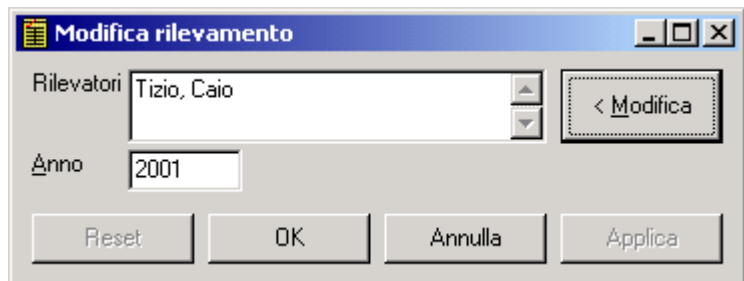 Modifica rilevamento
Rilevatori Tizio, Caio < Modifica
Anno 2001
Reset OK Annulla Applica